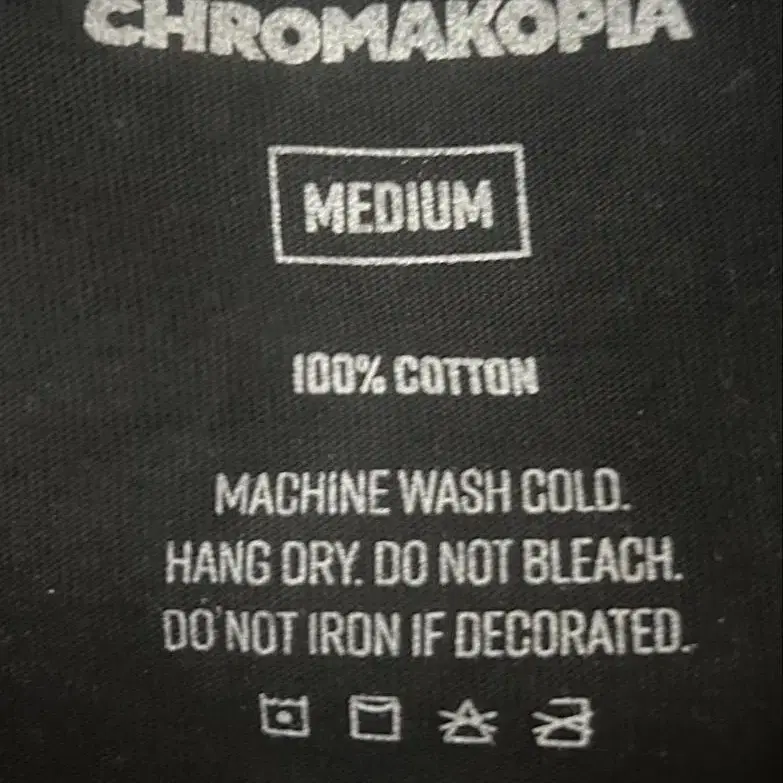 CHROMAKOPIA
MEDIUM
100% COTTON
MACHINE WASH COLD.
HANG DRY. DO NOT BLEACH.
DO NOT IRON IF DECORATED.